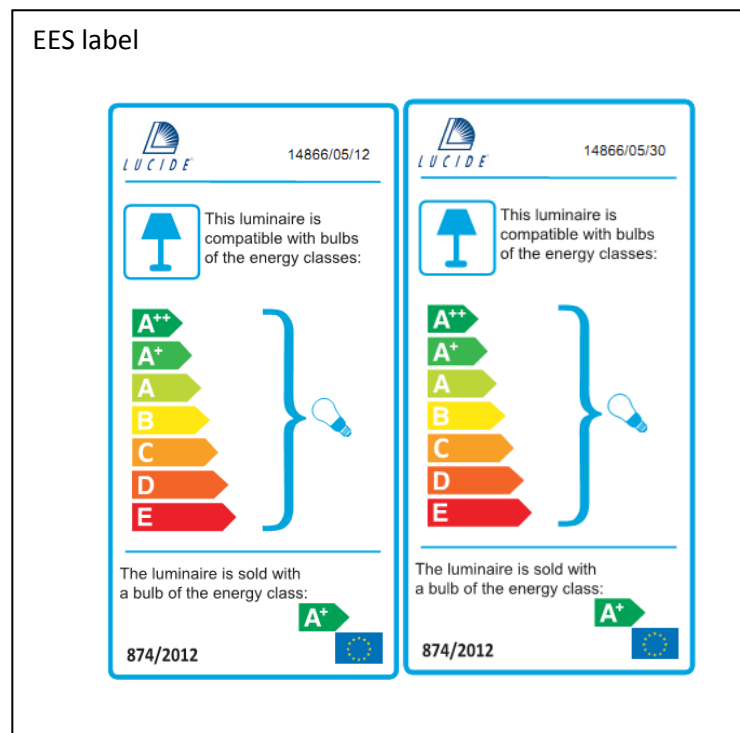 EES label
LUCIDE
14866/05/12
This luminaire is
compatible with bulbs
of the energy classes:
A++
A+
A
B
C
D
E
The luminaire is sold with
a bulb of the energy class:
A+
874/2012
LUCIDE
14866/05/30
This luminaire is
compatible with bulbs
of the energy classes:
A++
A+
A
B
C
D
E
The luminaire is sold with
a bulb of the energy class:
A+
874/2012